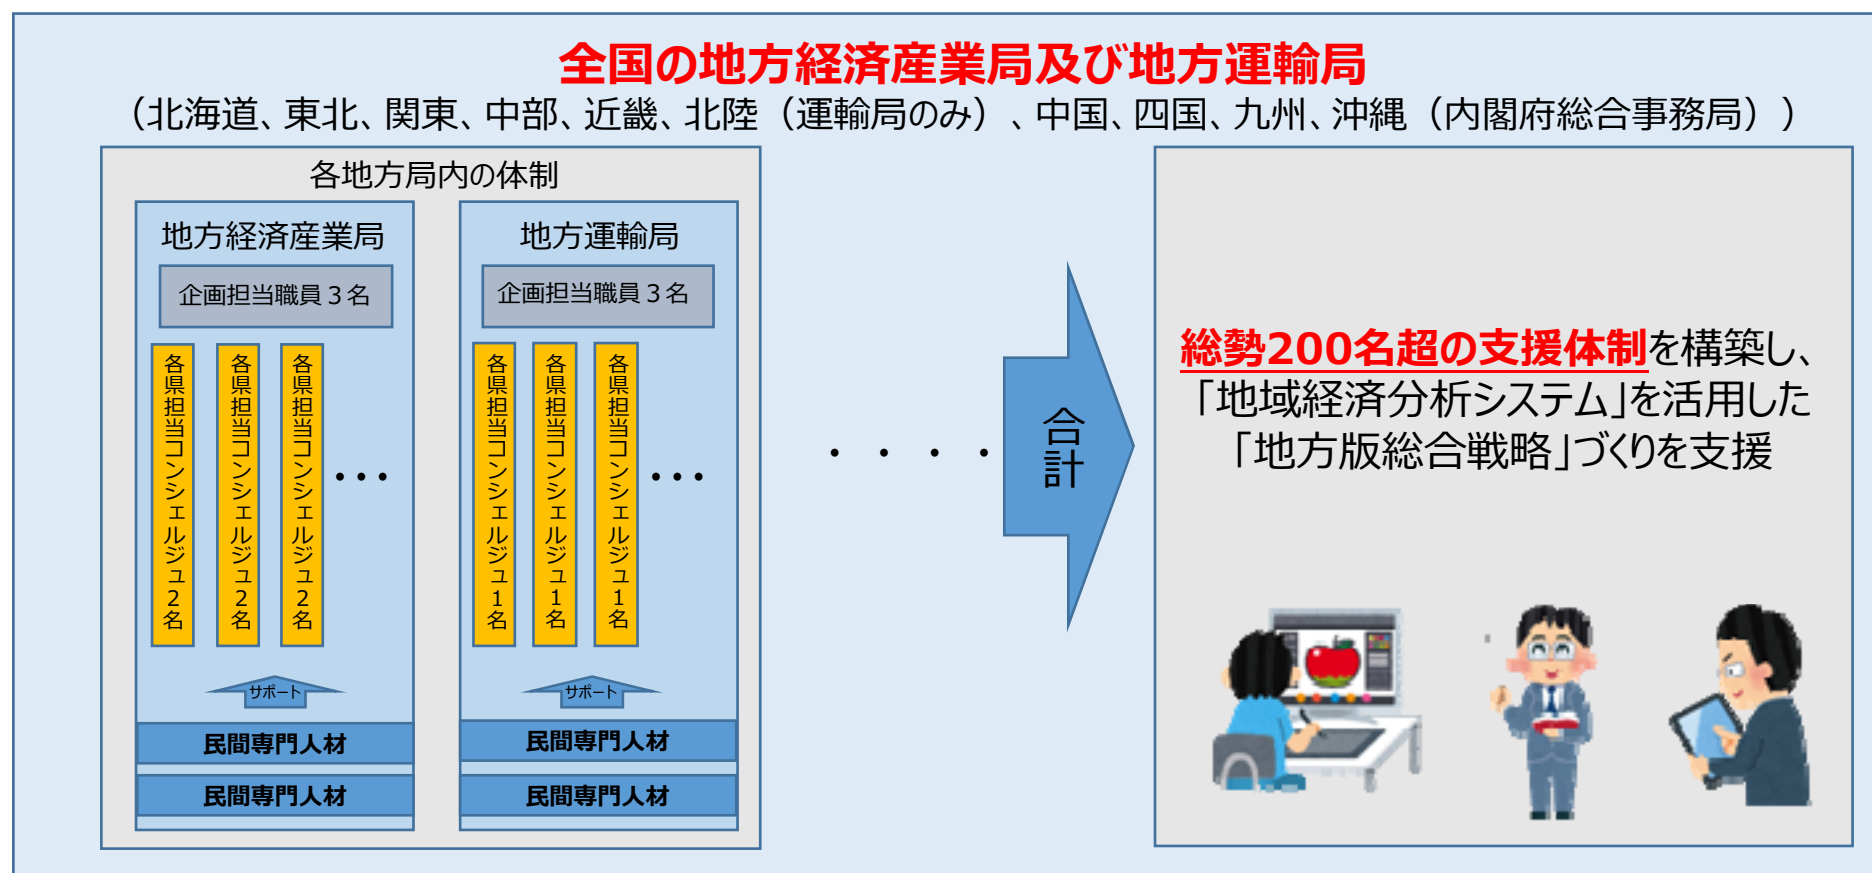 全国の地方経済産業局及び地方運輸局
（北海道、東北、関東、中部、近畿、北陸（運輸局のみ）、中国、四国、九州、沖縄（内閣府総合事務局））
各地方局内の体制
地方経済産業局
企画担当職員３名
各県担当コンシェルジュ２名
各県担当コンシェルジュ２名
各県担当コンシェルジュ２名
・・・
サポート
民間専門人材
民間専門人材
地方運輸局
企画担当職員３名
各県担当コンシェルジュ１名
各県担当コンシェルジュ１名
各県担当コンシェルジュ１名
・・・
サポート
民間専門人材
民間専門人材
・・・・
合計
総勢200名超の支援体制を構築し、
「地域経済分析システム」を活用した
「地方版総合戦略」づくりを支援